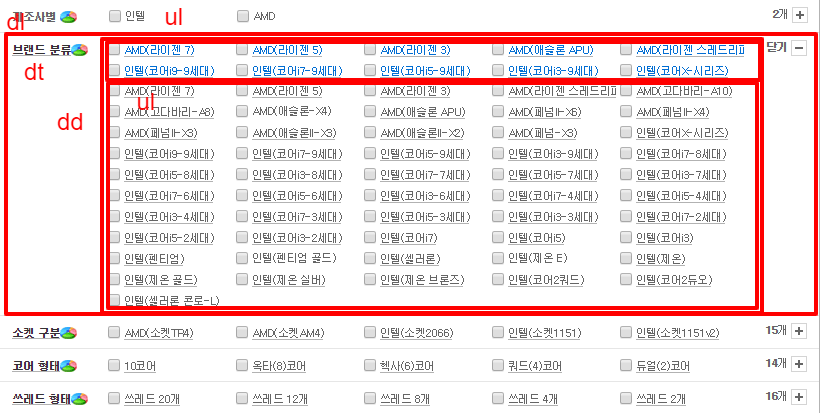 제조사별 인텔 AMD 2개
dl
ul
브랜드 분류 AMD(라이젠 7) AMD(라이젠 5) AMD(라이젠 3) AMD(애슬론 APU) AMD(라이젠 스레드리피 닫기
dt 인텔(코어i9-9세대) 인텔(코어i7-9세대) 인텔(코어i5-9세대) 인텔(코어i3-9세대) 인텔(코어X-시리즈)
AMD(라이젠 7) AMD(라이젠 5) AMD(라이젠 3) AMD(라이젠 스레드리피 AMD(고다바리-A10)
ul
dd
AMD(고다바리-A8) AMD(애슬론-X4) AMD(애슬론 APU) AMD(페넘II-X6) AMD(페넘II-X4)
AMD(페넘II-X3) AMD(애슬론II-X3) AMD(애슬론II-X2) AMD(페넘-X3) 인텔(코어X-시리즈)
인텔(코어i9-9세대) 인텔(코어i7-9세대) 인텔(코어i5-9세대) 인텔(코어i3-9세대) 인텔(코어i7-8세대)
인텔(코어i5-8세대) 인텔(코어i3-8세대) 인텔(코어i7-7세대) 인텔(코어i5-7세대) 인텔(코어i3-7세대)
인텔(코어i7-6세대) 인텔(코어i5-6세대) 인텔(코어i3-6세대) 인텔(코어i7-4세대) 인텔(코어i5-4세대)
인텔(코어i3-4세대) 인텔(코어i7-3세대) 인텔(코어i5-3세대) 인텔(코어i3-3세대) 인텔(코어i7-2세대)
인텔(코어i5-2세대) 인텔(코어i3-2세대) 인텔(코어i7) 인텔(코어i5) 인텔(코어i3)
인텔(펜티엄) 인텔(펜티엄 골드) 인텔(셀러론) 인텔(제온 E) 인텔(제온)
인텔(제온 골드) 인텔(제온 실버) 인텔(제온 브론즈) 인텔(코어2쿼드) 인텔(코어2듀오)
인텔(셀러론 콘로-L)
소켓 구분 AMD(소켓TR4) AMD(소켓AM4) 인텔(소켓2066) 인텔(소켓1151) 인텔(소켓1151v2) 15개
코어 형태 10코어 옥타(8)코어 헥사(6)코어 쿼드(4)코어 듀얼(2)코어 14개
쓰레드 형태 쓰레드 20개 쓰레드 12개 쓰레드 8개 쓰레드 4개 쓰레드 2개 16개